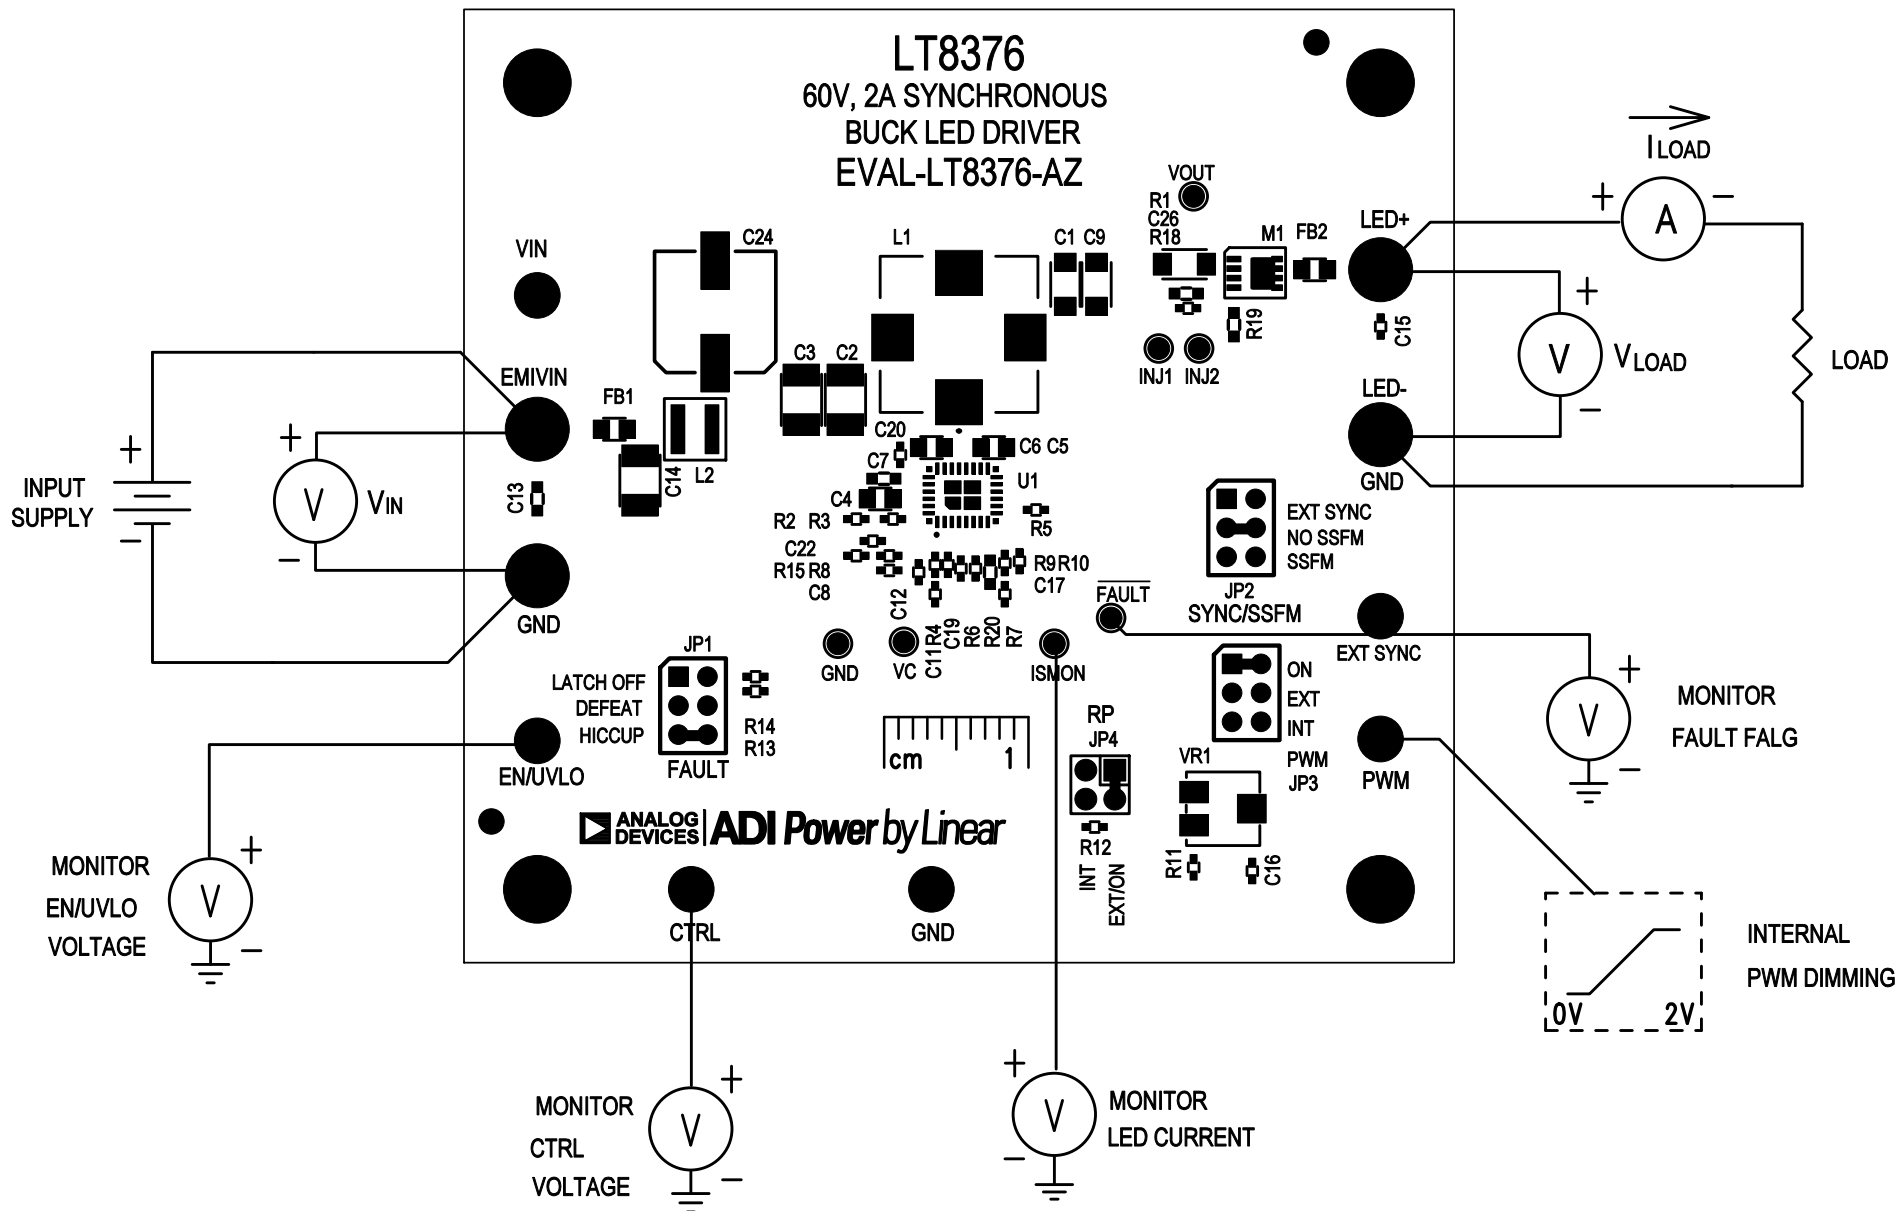 LT8376
60V, 2A SYNCHRONOUS
BUCK LED DRIVER
EVAL-LT8376-AZ
VIN
C24
L1
C1 C9
VOUT
R1
C26
R18
M1
FB2
LED+
I LOAD
+ A −
EMIVIN
FB1
C3 C2
C20
INJ1 INJ2
R19
C15
+
V
−
V LOAD
LOAD
LED-
GND
+
INPUT
SUPPLY
−
+
V
−
VIN
C13
C14
L2
C7
C4
C6 C5
U1
R5
R2 R3
C22
R15 R8
C8
R9 R10
C17
C12
C11
R4
C19
R6
R20
R7
GND
EXT SYNC
NO SSFM
SSFM
JP2
SYNC/SSFM
FAULT
EXT SYNC
GND
VC
ISMON
JP1
LATCH OFF
DEFEAT
HICCUP
FAULT
R14
R13
EN/UVLO
cm 1
RP
JP4
R12
INT
EXT/ON
ON
EXT
INT
PWM
JP3
VR1
R11
C16
PWM
+
V
−
MONITOR
FAULT FALG
ANALOG
DEVICES
ADI Power by Linear
MONITOR
EN/UVLO
VOLTAGE
+
V
−
CTRL
GND
INTERNAL
PWM DIMMING
0V 2V
MONITOR
CTRL
VOLTAGE
+
V
−
+
V
−
MONITOR
LED CURRENT